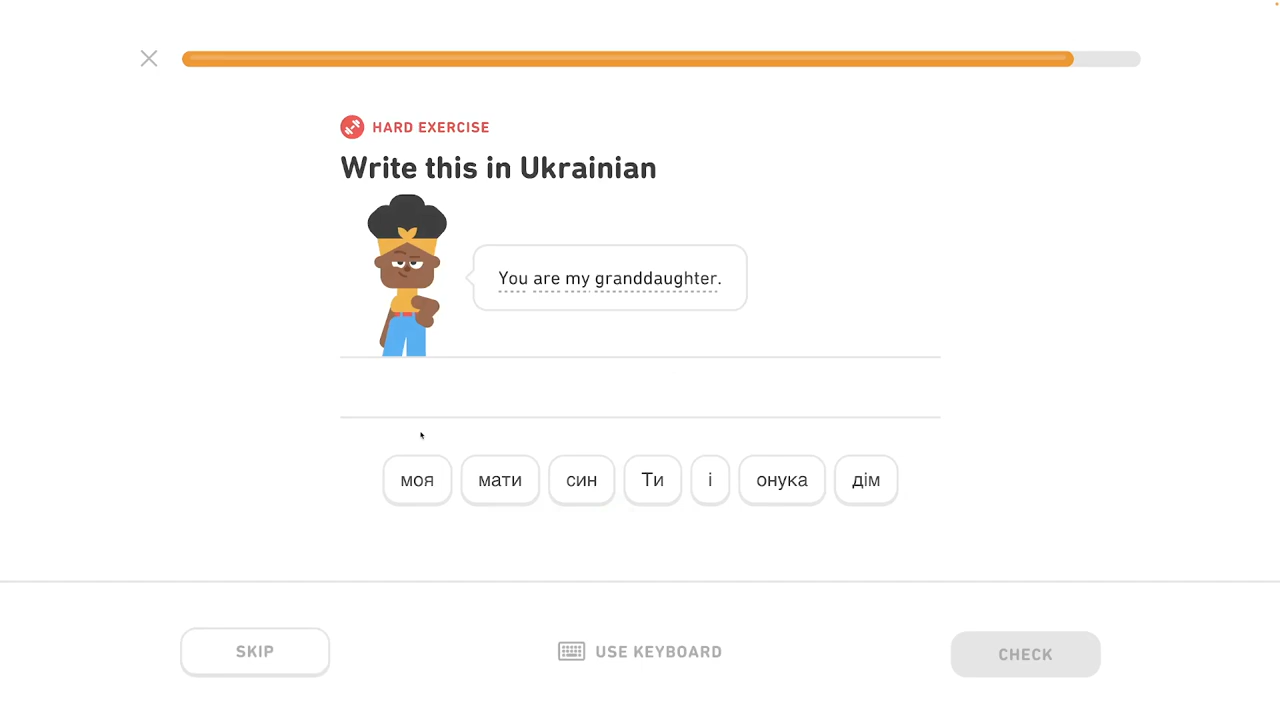 HARD EXERCISE
Write this in Ukrainian
You are my granddaughter.
моя мати син Ти і онука дім
SKIP USE KEYBOARD CHECK